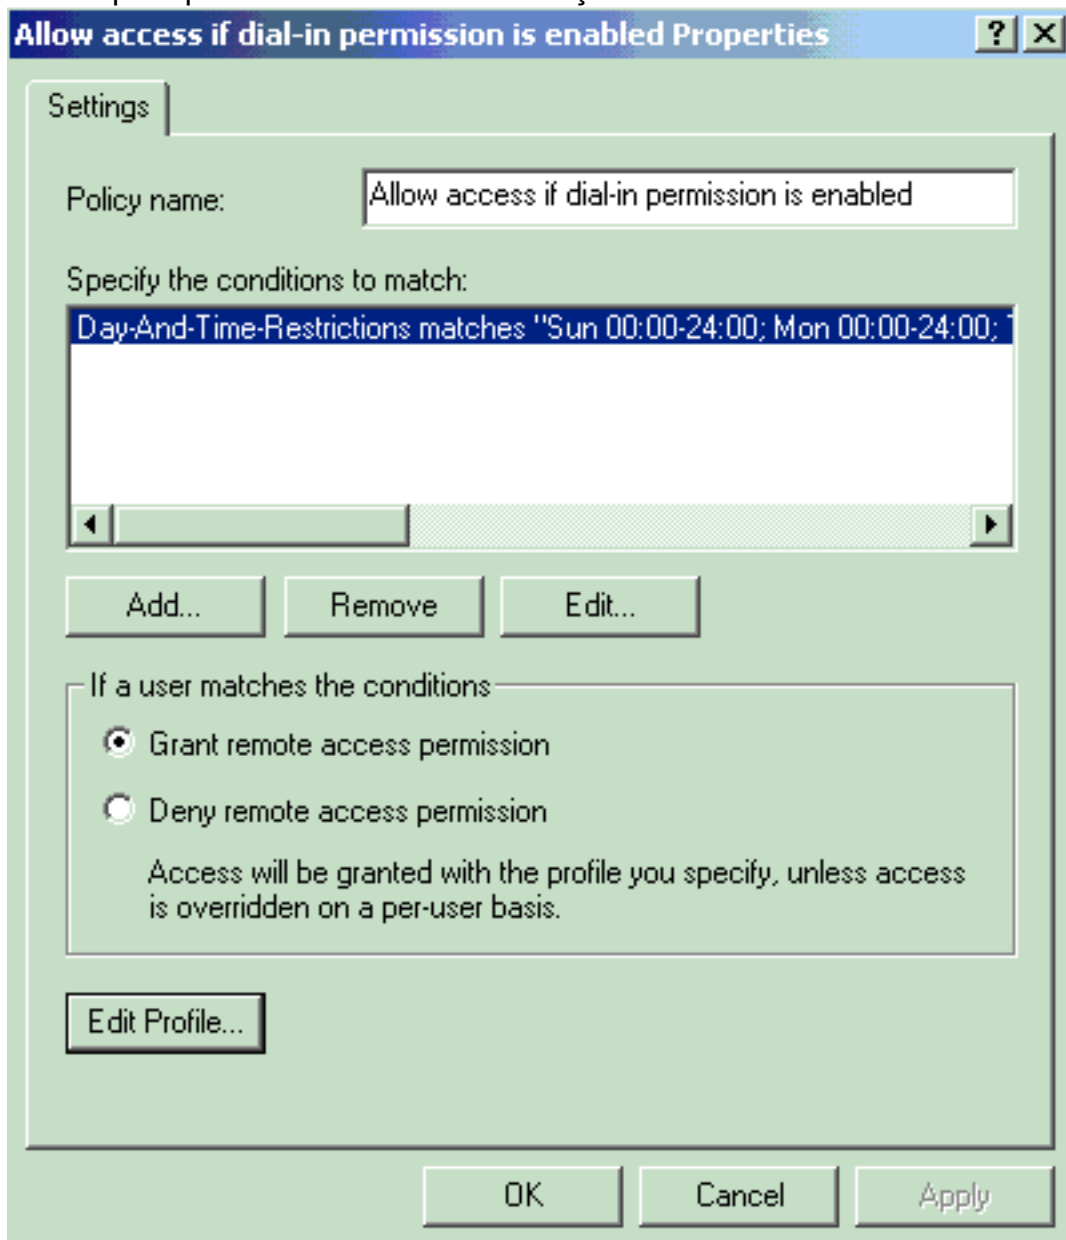 Allow access if dial-in permission is enabled Properties
Settings
Policy name:
Allow access if dial-in permission is enabled
Specify the conditions to match:
Day-And-Time-Restrictions matches "Sun 00:00-24:00; Mon 00:00-24:00;
Add...
Remove
Edit...
If a user matches the conditions
Grant remote access permission
Deny remote access permission
Access will be granted with the profile you specify, unless access
is overridden on a per-user basis.
Edit Profile...
OK
Cancel
Apply